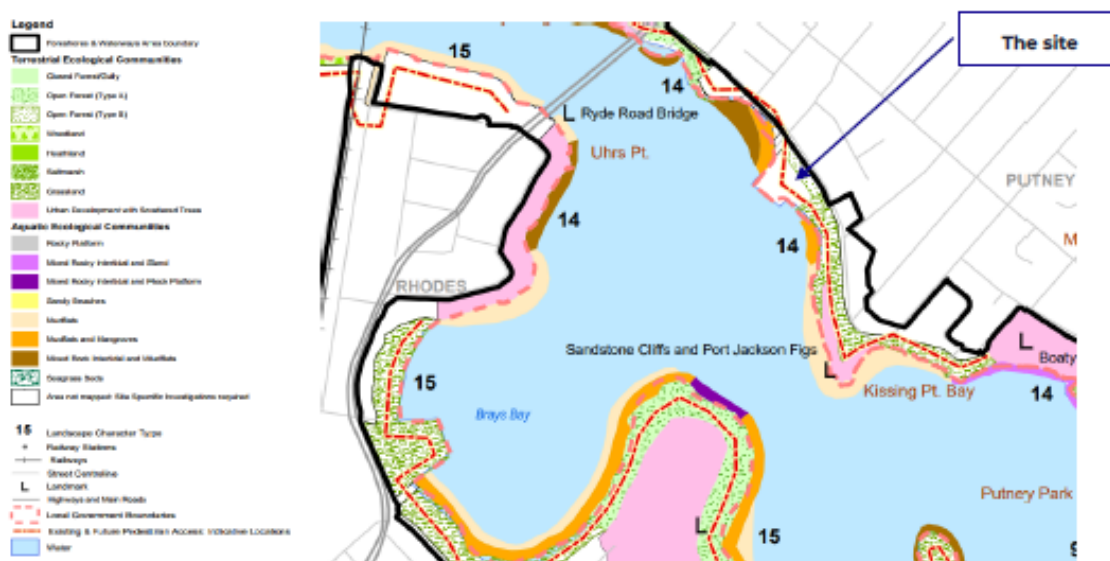 Legend
Foreshores & Waterways Area boundary
Terrestrial Ecological Communities
Closed Forest/Gully
Open Forest (Type A)
Open Forest (Type B)
Woodland
Heathland
Saltmarsh
Grassland
Urban Development with Scattered Trees
Aquatic Ecological Communities
Rocky Platform
Mixed Rocky Intertidal and Sand
Mixed Rocky Intertidal and Rock Platform
Sandy Beaches
Mudflats
Mudflats and Mangroves
Mixed Rock Intertidal and Mudflats
Seagrass Beds
Area not mapped: Site Specific Investigations required
15 Landscape Character Type
Railway Stations
Railways
Street Centreline
L Landmark
Highways and Main Roads
Local Government Boundaries
Existing & Future Pedestrian Access: Indicative Locations
Water
The site
15
14
L Ryde Road Bridge
Uhrs Pt.
PUTNEY
14
14
M
RHODES
Sandstone Cliffs and Port Jackson Figs
L
L
Boaty
15
Kissing Pt. Bay
14
Brays Bay
Putney Park
L
15
9